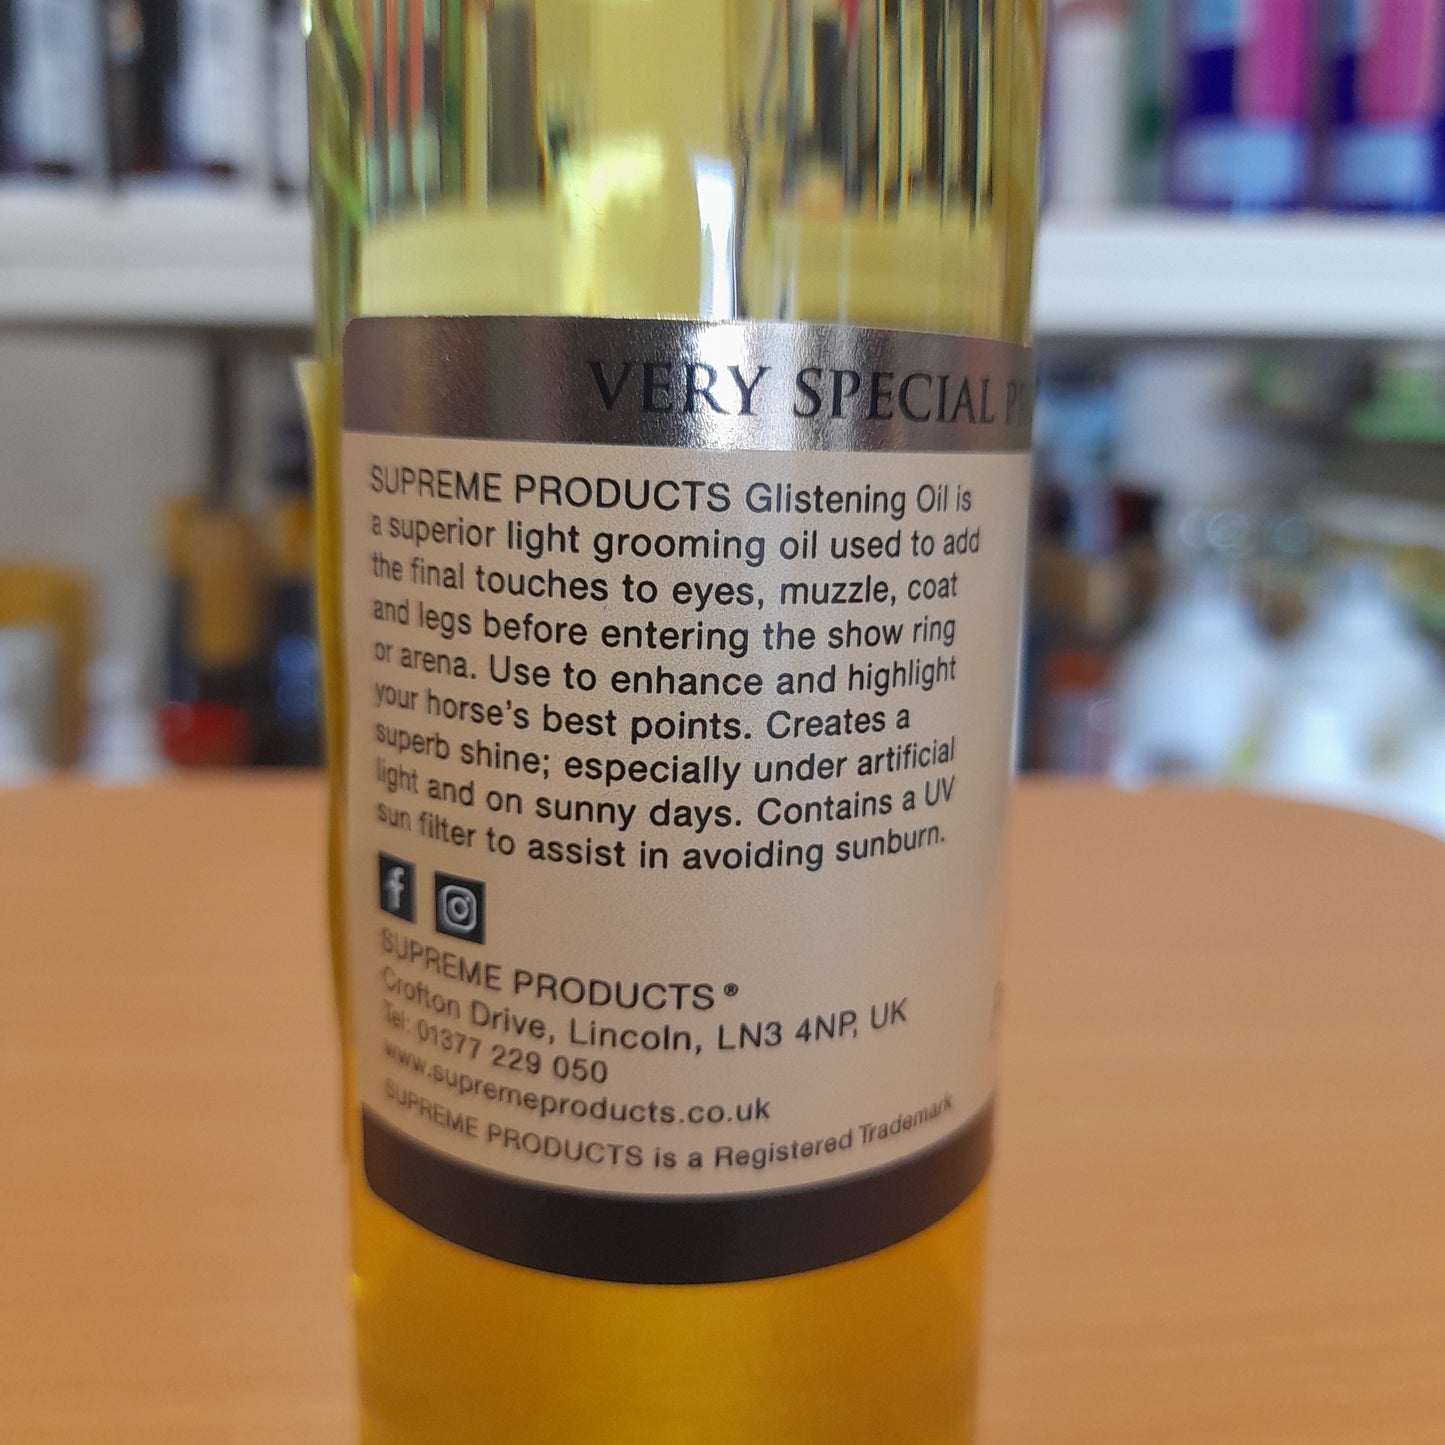 VERY SPECIAL
SUPREME PRODUCTS Glistening Oil is
a superior light grooming oil used to add
the final touches to eyes, muzzle, coat
and legs before entering the show ring
or arena. Use to enhance and highlight
your horse's best points. Creates a
superb shine; especially under artificial
light and on sunny days. Contains a UV
sun filter to assist in avoiding sunburn.
SUPREME PRODUCTS®
Crofton Drive, Lincoln, LN3 4NP, UK
Tel: 01377 229 050
www.supremeproducts.co.uk
SUPREME PRODUCTS is a Registered Trademark